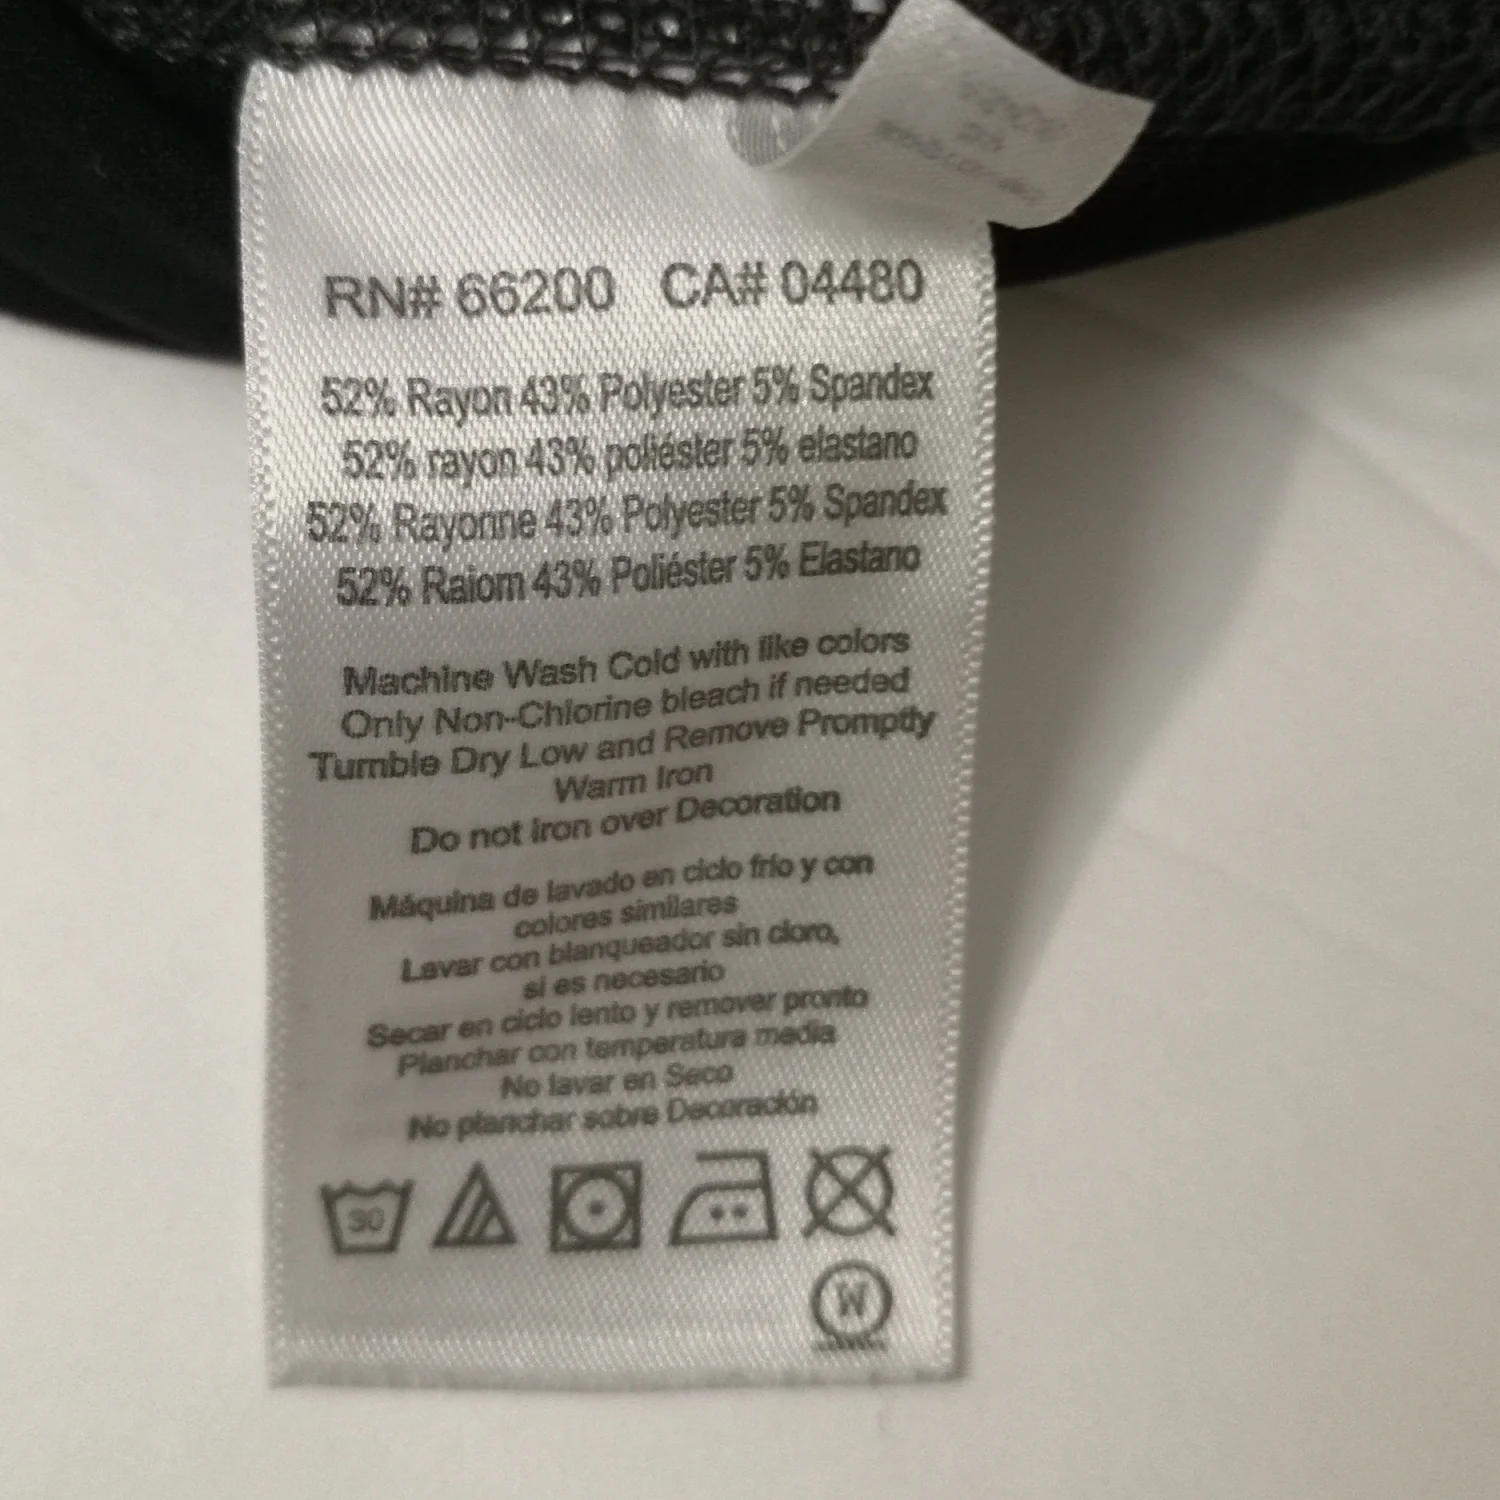 RN# 66200 CA# 04480
52% Rayon 43% Polyester 5% Spandex
52% rayon 43% poliéster 5% elastano
52% Rayonne 43% Polyester 5% Spandex
52% Raiom 43% Poliéster 5% Elastano
Machine Wash Cold with like colors
Only Non-Chlorine bleach if needed
Tumble Dry Low and Remove Promptly
Warm Iron
Do not iron over Decoration
Máquina de lavado en ciclo frío y con
colores similares
Lavar con blanqueador sin cloro,
si es necesario
Secar en ciclo lento y remover pronto
Planchar con temperatura media
No lavar en Seco
No planchar sobre Decoración
30
W